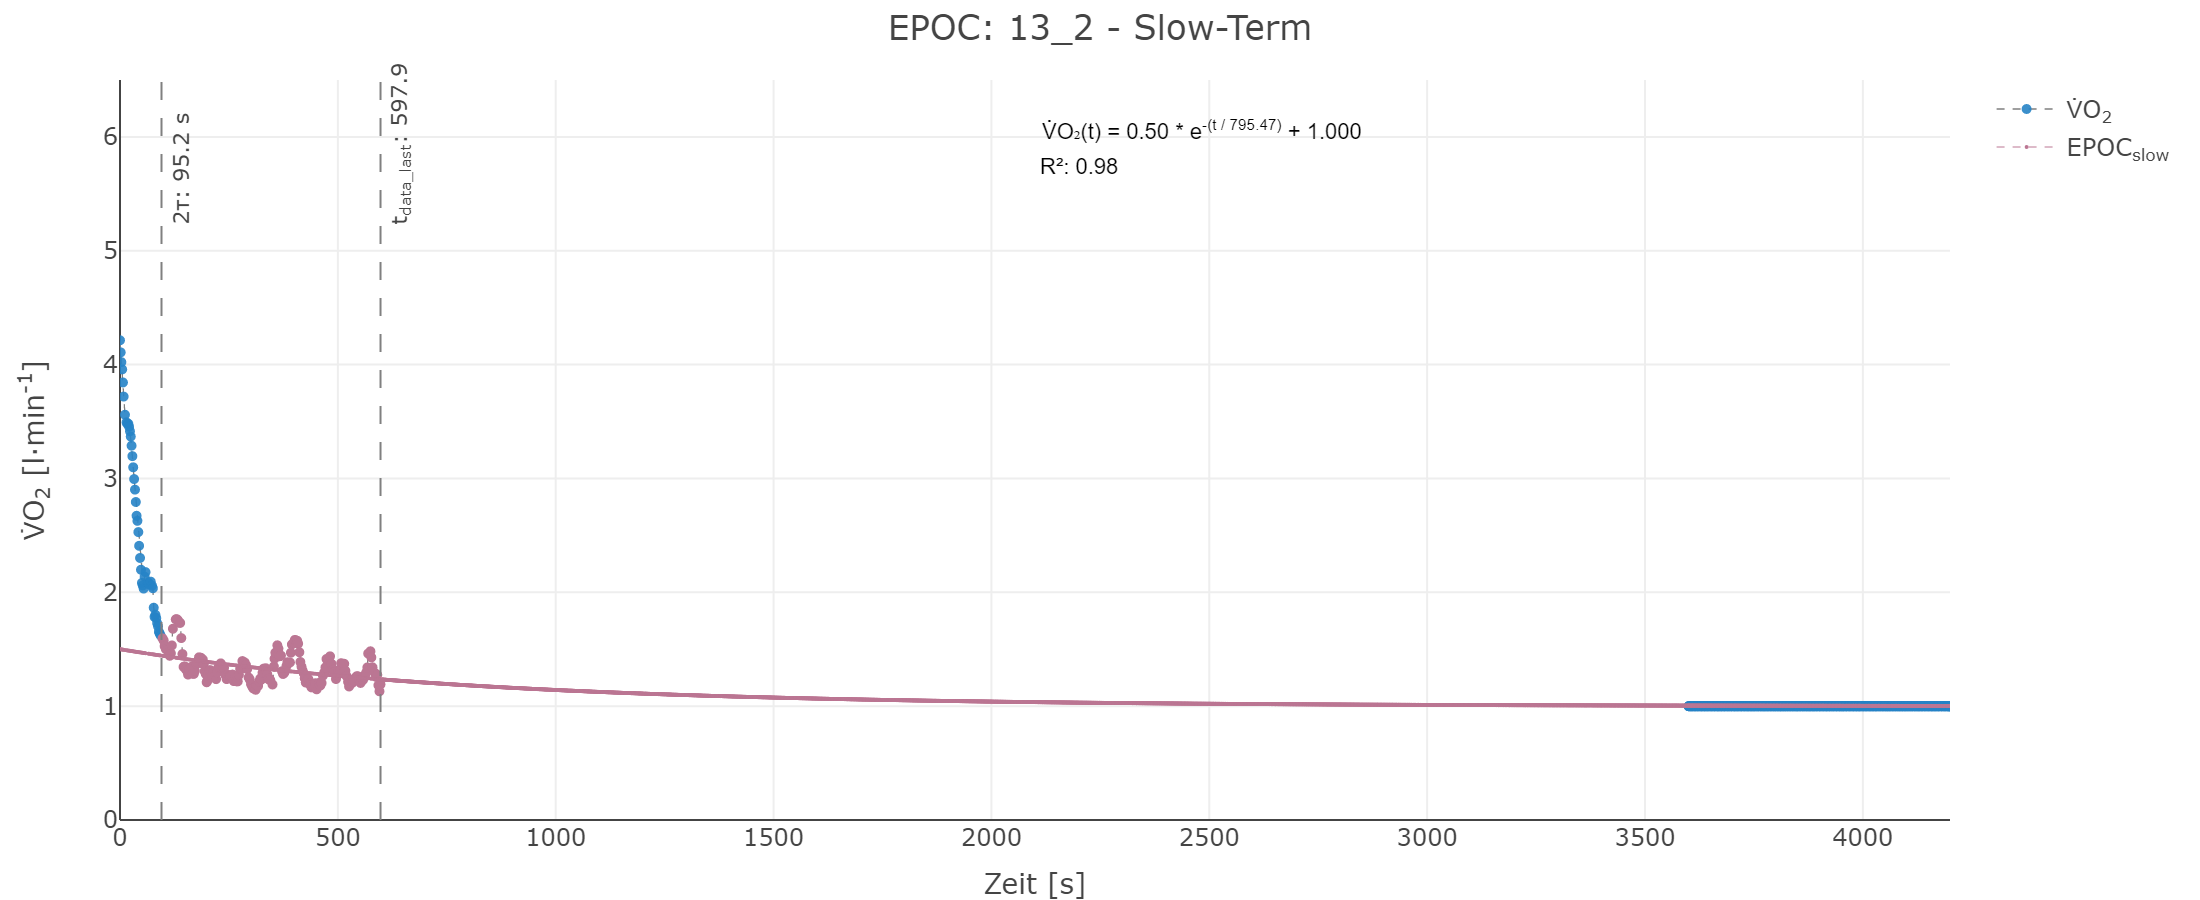 EPOC: 13_2 - Slow-Term
2τ: 95.2 s
t_data_last: 597.9
V̇O₂(t) = 0.50 * e^-(t / 795.47) + 1.000
R²: 0.98
V̇O₂
EPOC_slow
V̇O₂ [l·min⁻¹]
6
5
4
3
2
1
0
0 500 1000 1500 2000 2500 3000 3500 4000
Zeit [s]